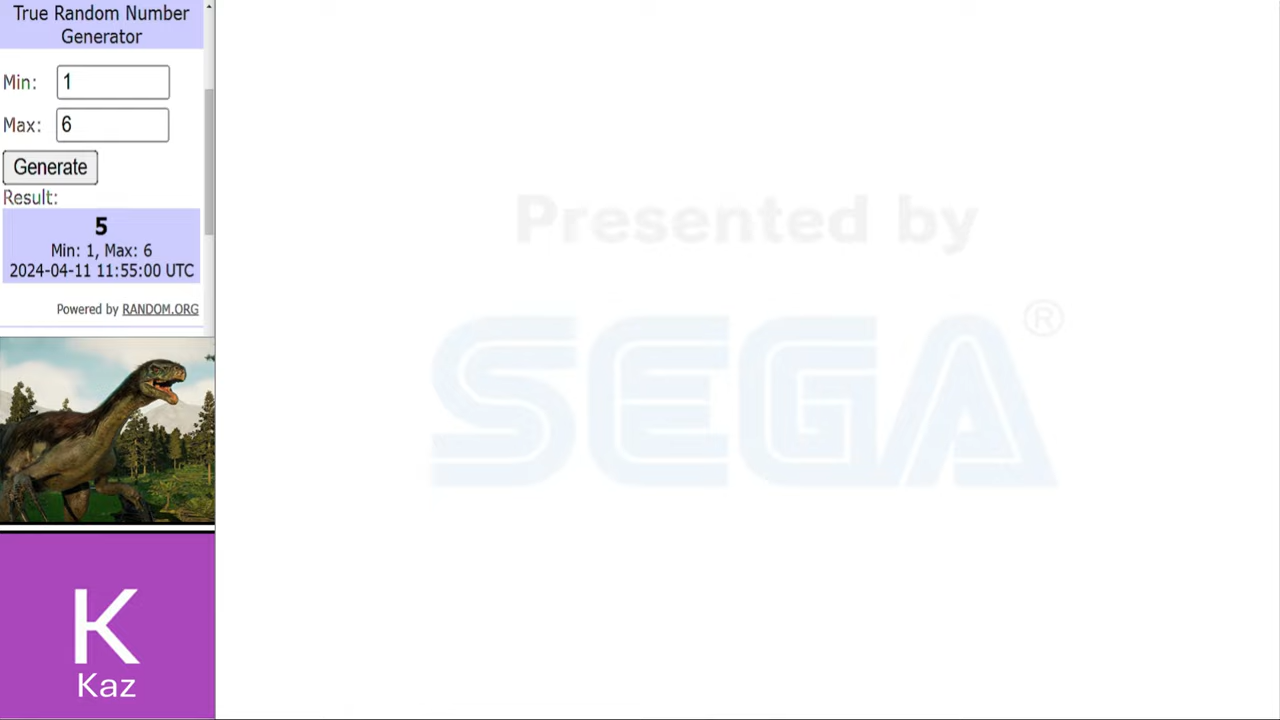 True Random Number
Generator
Min: 1
Max: 6
Generate
Result:
5
Min: 1, Max: 6
2024-04-11 11:55:00 UTC
Powered by RANDOM.ORG
Presented by
SEGA®
K
Kaz